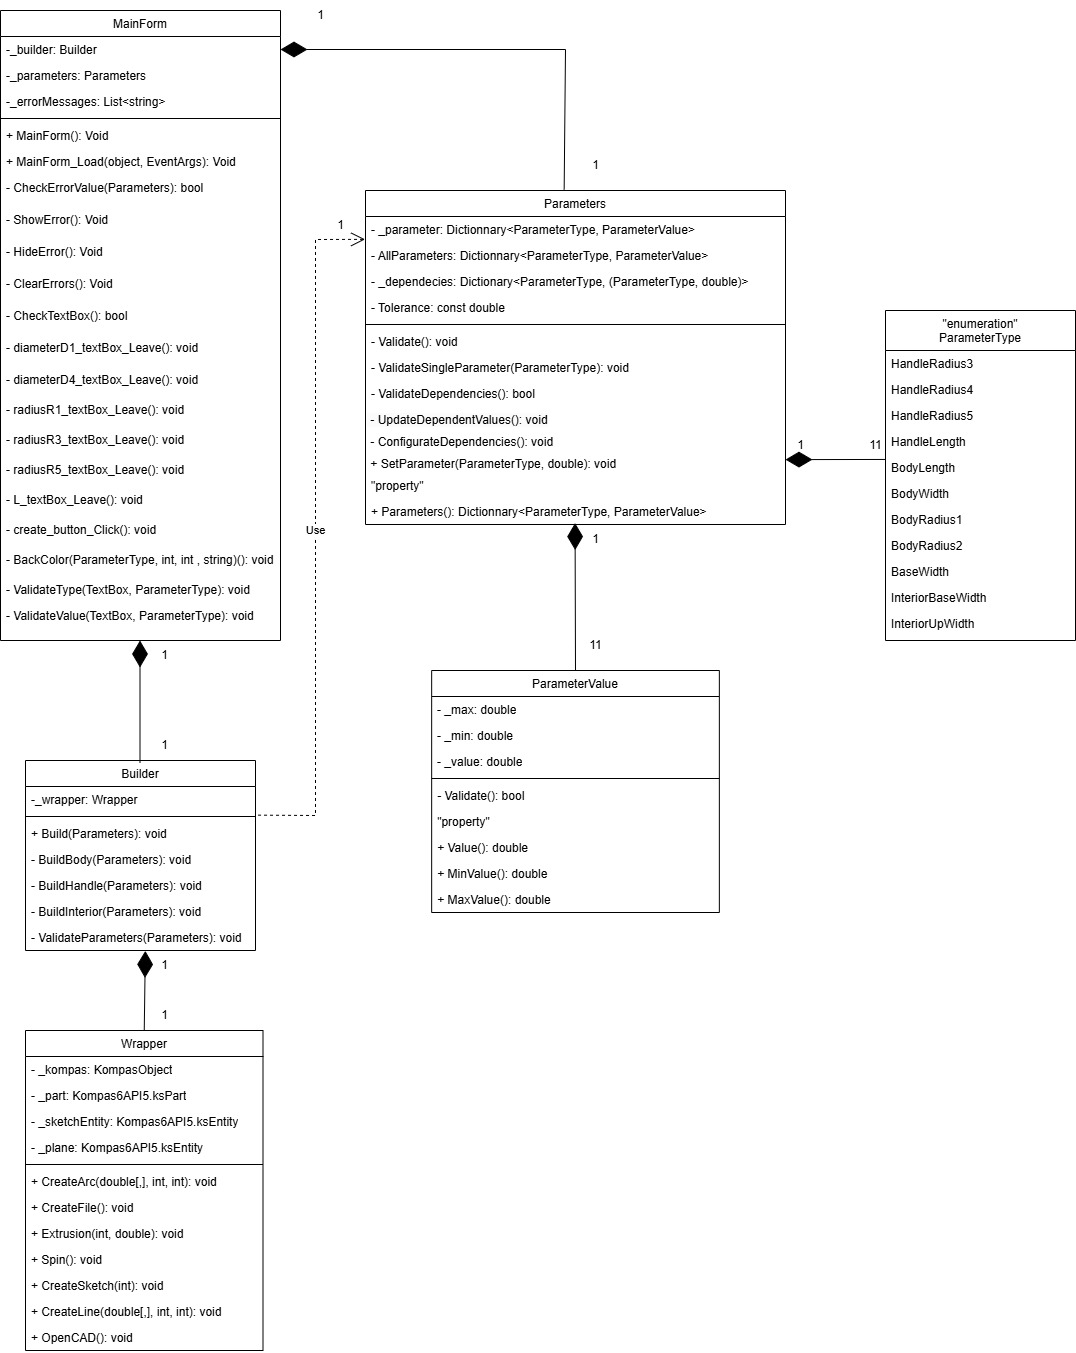 MainForm
-_builder: Builder
-_parameters: Parameters
-_errorMessages: List<string>
+ MainForm(): Void
+ MainForm_Load(object, EventArgs): Void
- CheckErrorValue(Parameters): bool
- ShowError(): Void
- HideError(): Void
- ClearErrors(): Void
- CheckTextBox(): bool
- diameterD1_textBox_Leave(): void
- diameterD4_textBox_Leave(): void
- radiusR1_textBox_Leave(): void
- radiusR3_textBox_Leave(): void
- radiusR5_textBox_Leave(): void
- L_textBox_Leave(): void
- create_button_Click(): void
- BackColor(ParameterType, int, int , string)(): void
- ValidateType(TextBox, ParameterType): void
- ValidateValue(TextBox, ParameterType): void
1
1
Parameters
- _parameter: Dictionnary<ParameterType, ParameterValue>
- AllParameters: Dictionnary<ParameterType, ParameterValue>
- _dependecies: Dictionary<ParameterType, (ParameterType, double)>
- Tolerance: const double
- Validate(): void
- ValidateSingleParameter(ParameterType): void
- ValidateDependencies(): bool
- UpdateDependentValues(): void
- ConfigurateDependencies(): void
+ SetParameter(ParameterType, double): void
"property"
+ Parameters(): Dictionnary<ParameterType, ParameterValue>
1
Use
1
11
"enumeration"
ParameterType
HandleRadius3
HandleRadius4
HandleRadius5
HandleLength
BodyLength
BodyWidth
BodyRadius1
BodyRadius2
BaseWidth
InteriorBaseWidth
InteriorUpWidth
1
11
ParameterValue
- _max: double
- _min: double
- _value: double
- Validate(): bool
"property"
+ Value(): double
+ MinValue(): double
+ MaxValue(): double
1
1
Builder
-_wrapper: Wrapper
+ Build(Parameters): void
- BuildBody(Parameters): void
- BuildHandle(Parameters): void
- BuildInterior(Parameters): void
- ValidateParameters(Parameters): void
1
1
Wrapper
- _kompas: KompasObject
- _part: Kompas6API5.ksPart
- _sketchEntity: Kompas6API5.ksEntity
- _plane: Kompas6API5.ksEntity
+ CreateArc(double[,], int, int): void
+ CreateFile(): void
+ Extrusion(int, double): void
+ Spin(): void
+ CreateSketch(int): void
+ CreateLine(double[,], int, int): void
+ OpenCAD(): void